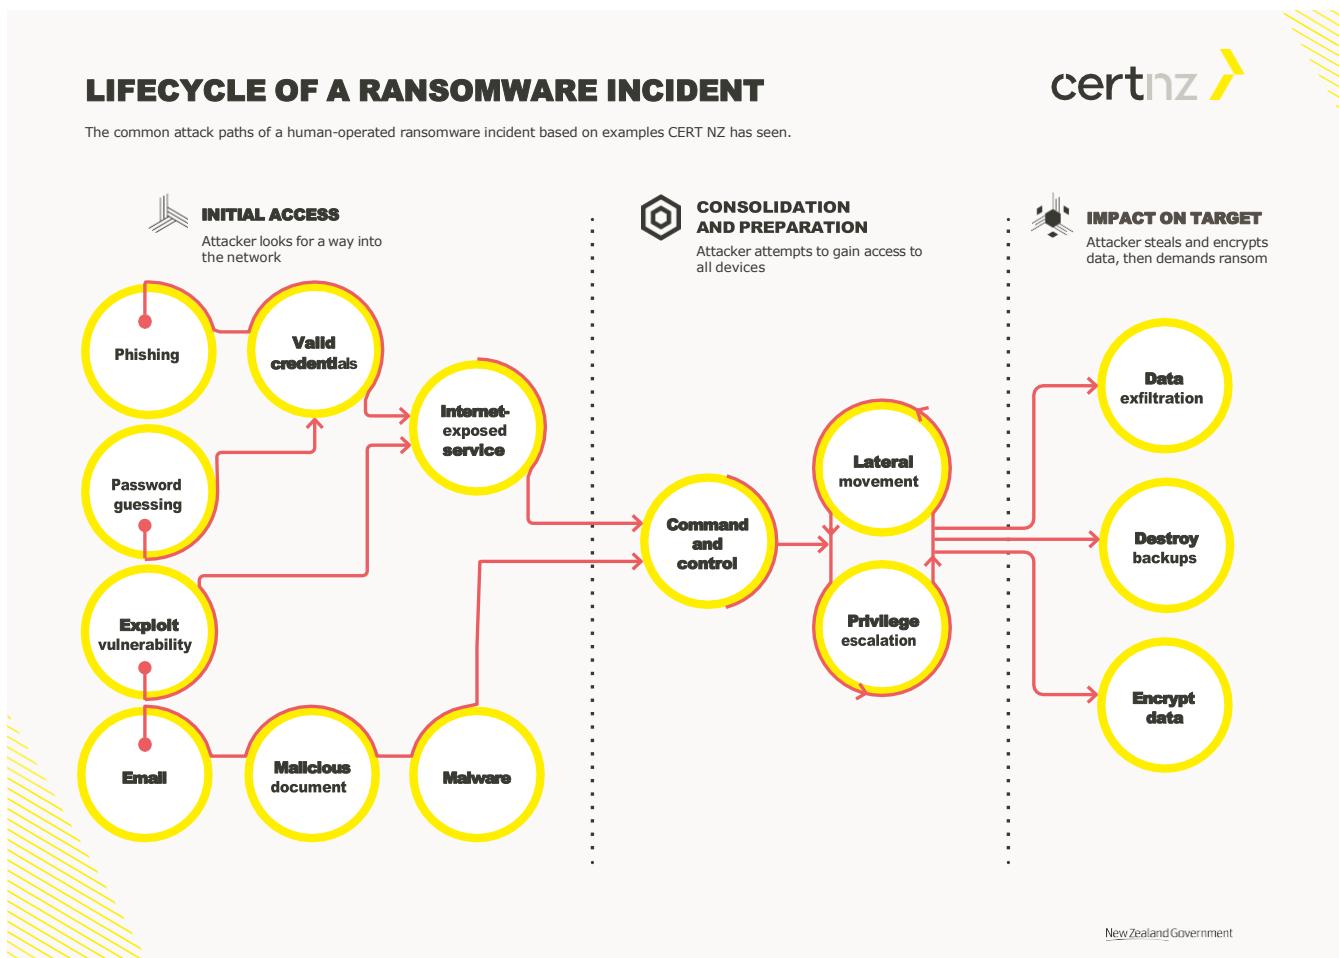 LIFECYCLE OF A RANSOMWARE INCIDENT
certnz
The common attack paths of a human-operated ransomware incident based on examples CERT NZ has seen.
INITIAL ACCESS
Attacker looks for a way into
the network
CONSOLIDATION
AND PREPARATION
Attacker attempts to gain access to
all devices
IMPACT ON TARGET
Attacker steals and encrypts
data, then demands ransom
Phishing
Valid
credentials
Internet-
exposed
service
Password
guessing
Exploit
vulnerability
Email
Malicious
document
Malware
Command
and
control
Lateral
movement
Privilege
escalation
Data
exfiltration
Destroy
backups
Encrypt
data
New Zealand Government